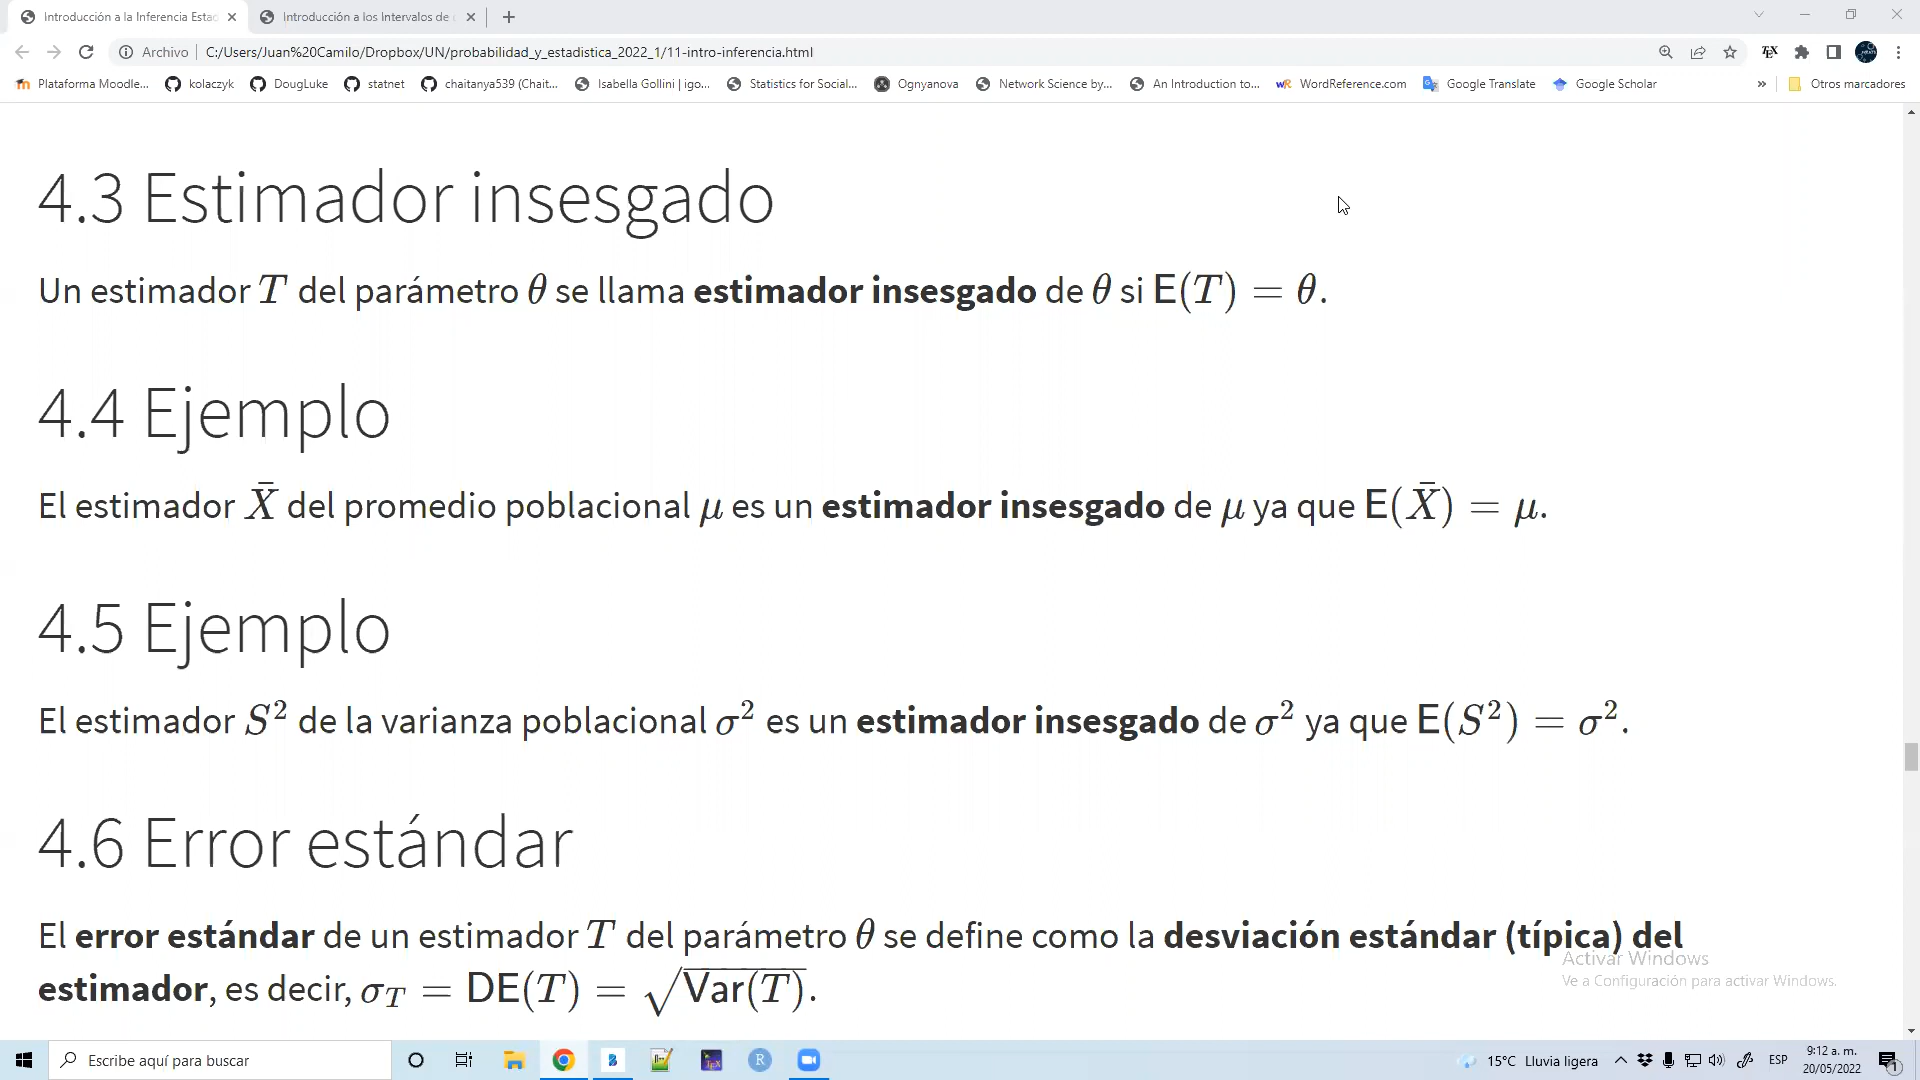 Introducción a la Inferencia Esta
Introducción a los Intervalos de
Archivo
C:/Users/Juan%20Camilo/Dropbox/UN/probabilidad_y_estadistica_2022_1/11-intro-inferencia.html
Plataforma Moodle...
kolaczyk
DougLuke
statnet
chaitanya539 (Chait...
Isabella Gollini | igo...
Statistics for Social...
Ognyanova
Network Science by...
An Introduction to...
WordReference.com
Google Translate
Google Scholar
»
Otros marcadores
4.3 Estimador insesgado
Un estimador T del parámetro θ se llama estimador insesgado de θ si E(T) = θ.
4.4 Ejemplo
El estimador X̄ del promedio poblacional μ es un estimador insesgado de μ ya que E(X̄) = μ.
4.5 Ejemplo
El estimador S² de la varianza poblacional σ² es un estimador insesgado de σ² ya que E(S²) = σ².
4.6 Error estándar
El error estándar de un estimador T del parámetro θ se define como la desviación estándar (típica) del
estimador, es decir, σ_T = DE(T) = √Var(T).
Activar Windows
Ve a Configuración para activar Windows.
Escribe aquí para buscar
15°C Lluvia ligera
ESP
9:12 a. m.
20/05/2022
1